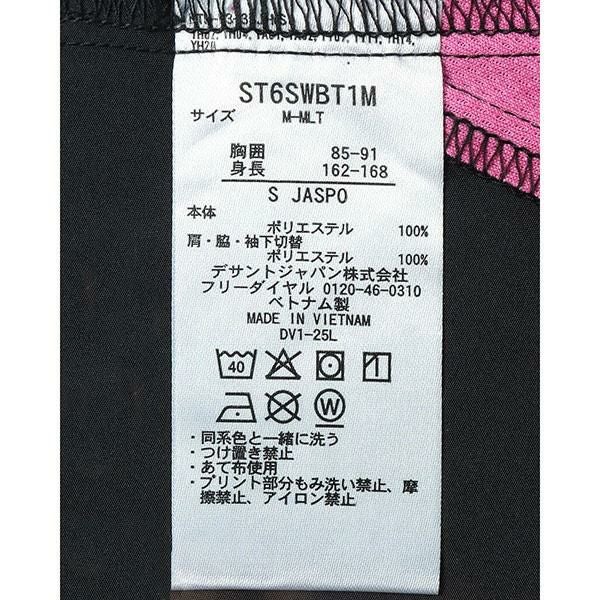 ST6SWBT1M
サイズ M-MLT
胸囲 85-91
身長 162-168
S JASPO
本体
ポリエステル 100%
肩・脇・袖下切替
ポリエステル 100%
デサントジャパン株式会社
フリーダイヤル 0120-46-0310
ベトナム製
MADE IN VIETNAM
DV1-25L
40 1
W
・同系色と一緒に洗う
・つけ置き禁止
・あて布使用
・プリント部分もみ洗い禁止、摩
擦禁止、アイロン禁止